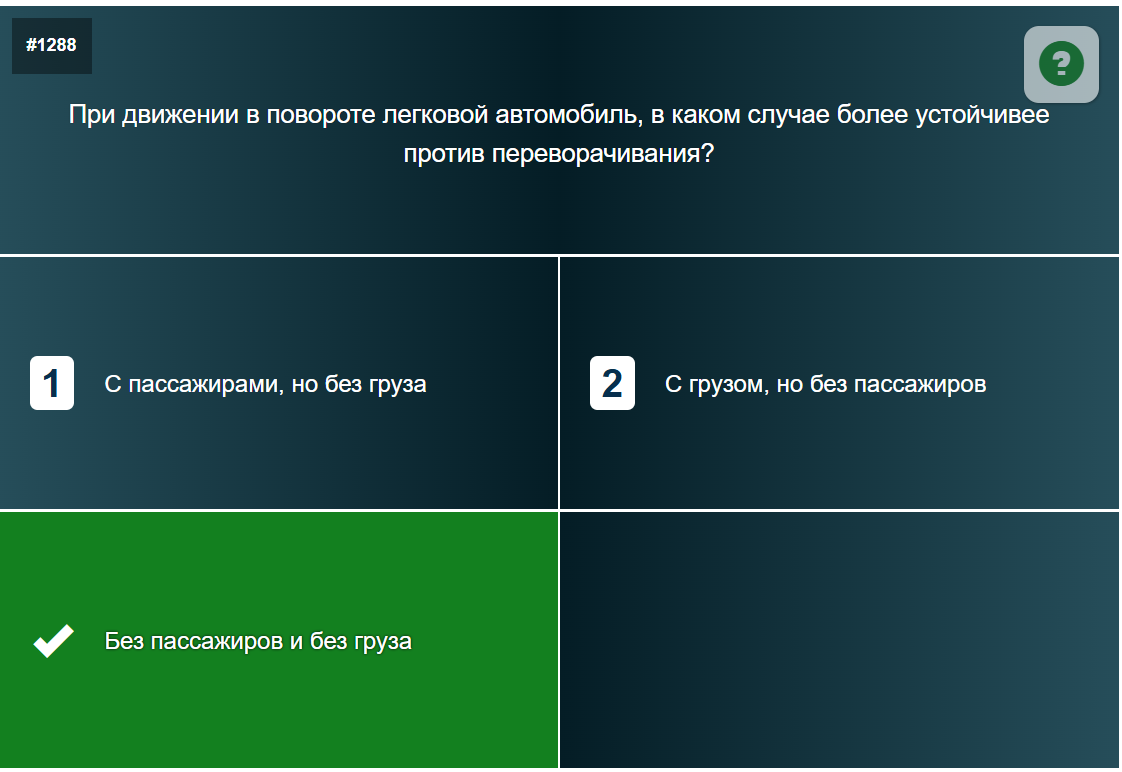 #1288
?
При движении в повороте легковой автомобиль, в каком случае более устойчивее
против переворачивания?
1 С пассажирами, но без груза
2 С грузом, но без пассажиров
Без пассажиров и без груза